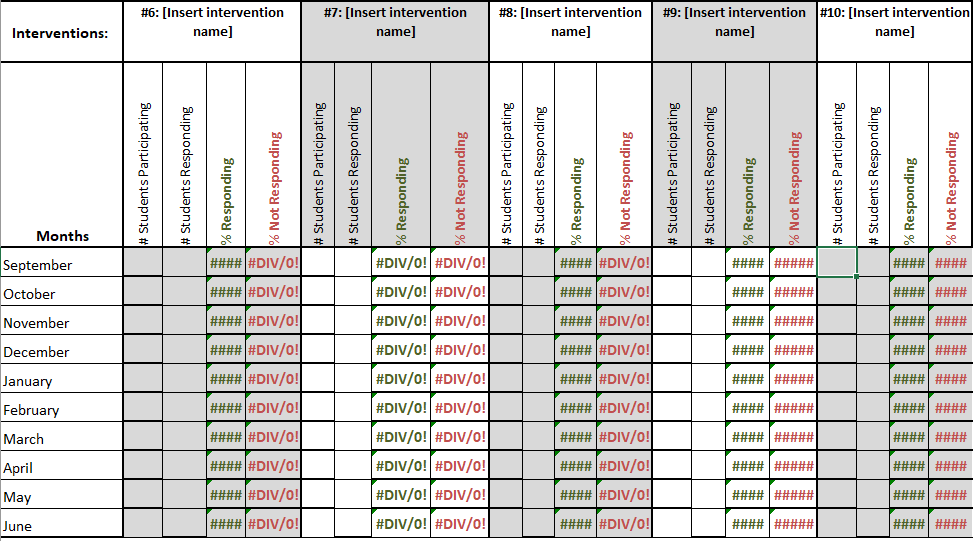 Interventions: #6: [Insert intervention name] #7: [Insert intervention name] #8: [Insert intervention name] #9: [Insert intervention name] #10: [Insert intervention name]
Months # Students Participating # Students Responding % Responding % Not Responding # Students Participating # Students Responding % Responding % Not Responding # Students Participating # Students Responding % Responding % Not Responding # Students Participating # Students Responding % Responding % Not Responding # Students Participating # Students Responding % Responding % Not Responding
September #### #DIV/0! #DIV/0! #DIV/0! #### #DIV/0! #### ##### #### ####
October #### #DIV/0! #DIV/0! #DIV/0! #### #DIV/0! #### ##### #### ####
November #### #DIV/0! #DIV/0! #DIV/0! #### #DIV/0! #### ##### #### ####
December #### #DIV/0! #DIV/0! #DIV/0! #### #DIV/0! #### ##### #### ####
January #### #DIV/0! #DIV/0! #DIV/0! #### #DIV/0! #### ##### #### ####
February #### #DIV/0! #DIV/0! #DIV/0! #### #DIV/0! #### ##### #### ####
March #### #DIV/0! #DIV/0! #DIV/0! #### #DIV/0! #### ##### #### ####
April #### #DIV/0! #DIV/0! #DIV/0! #### #DIV/0! #### ##### #### ####
May #### #DIV/0! #DIV/0! #DIV/0! #### #DIV/0! #### ##### #### ####
June #### #DIV/0! #DIV/0! #DIV/0! #### #DIV/0! #### ##### #### ####